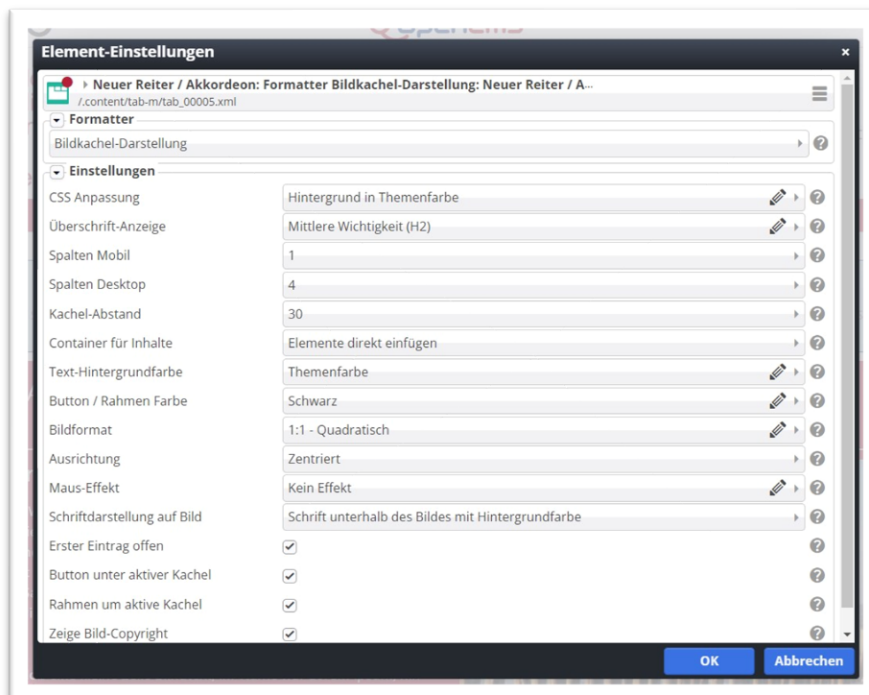 opencms
Element-Einstellungen
Neuer Reiter / Akkordeon: Formatter Bildkachel-Darstellung: Neuer Reiter / A...
/.content/tab-m/tab_00005.xml
Formatter
Bildkachel-Darstellung
Einstellungen
CSS Anpassung Hintergrund in Themenfarbe
Überschrift-Anzeige Mittlere Wichtigkeit (H2)
Spalten Mobil 1
Spalten Desktop 4
Kachel-Abstand 30
Container für Inhalte Elemente direkt einfügen
Text-Hintergrundfarbe Themenfarbe
Button / Rahmen Farbe Schwarz
Bildformat 1:1 - Quadratisch
Ausrichtung Zentriert
Maus-Effekt Kein Effekt
Schriftdarstellung auf Bild Schrift unterhalb des Bildes mit Hintergrundfarbe
Erster Eintrag offen
Button unter aktiver Kachel
Rahmen um aktive Kachel
Zeige Bild-Copyright
OK Abbrechen